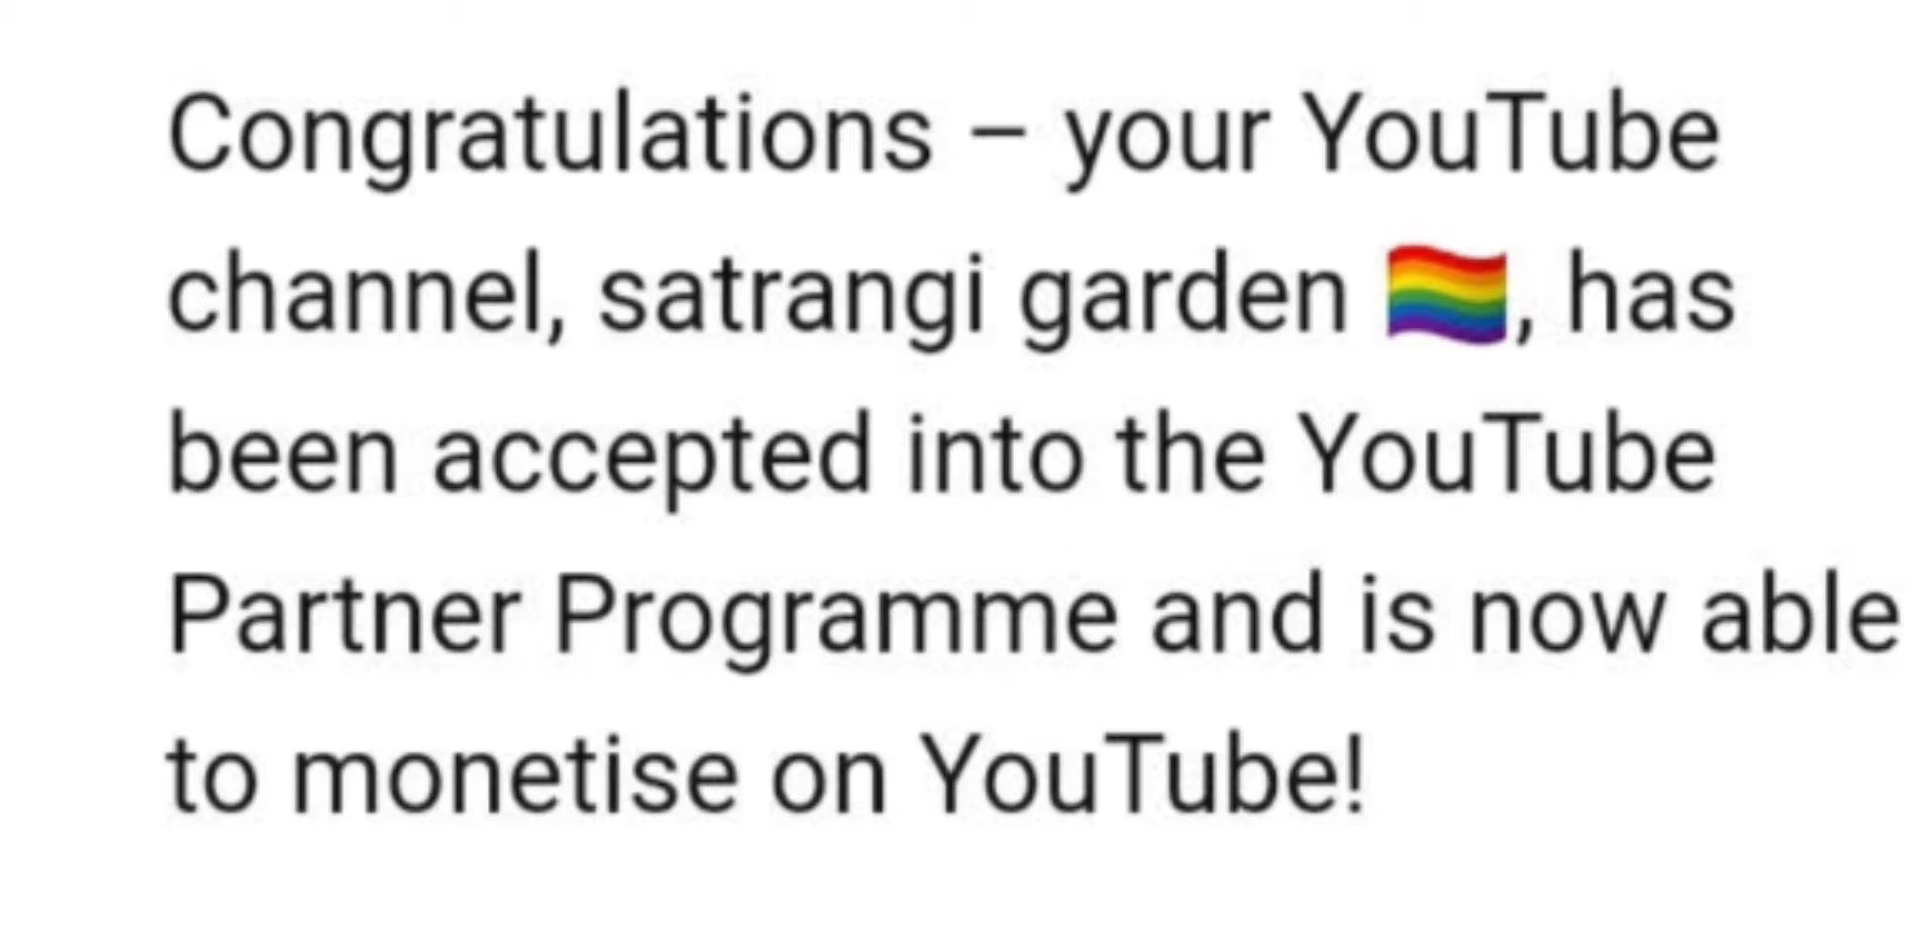 Congratulations – your YouTube
channel, satrangi garden 🏳️‍🌈, has
been accepted into the YouTube
Partner Programme and is now able
to monetise on YouTube!